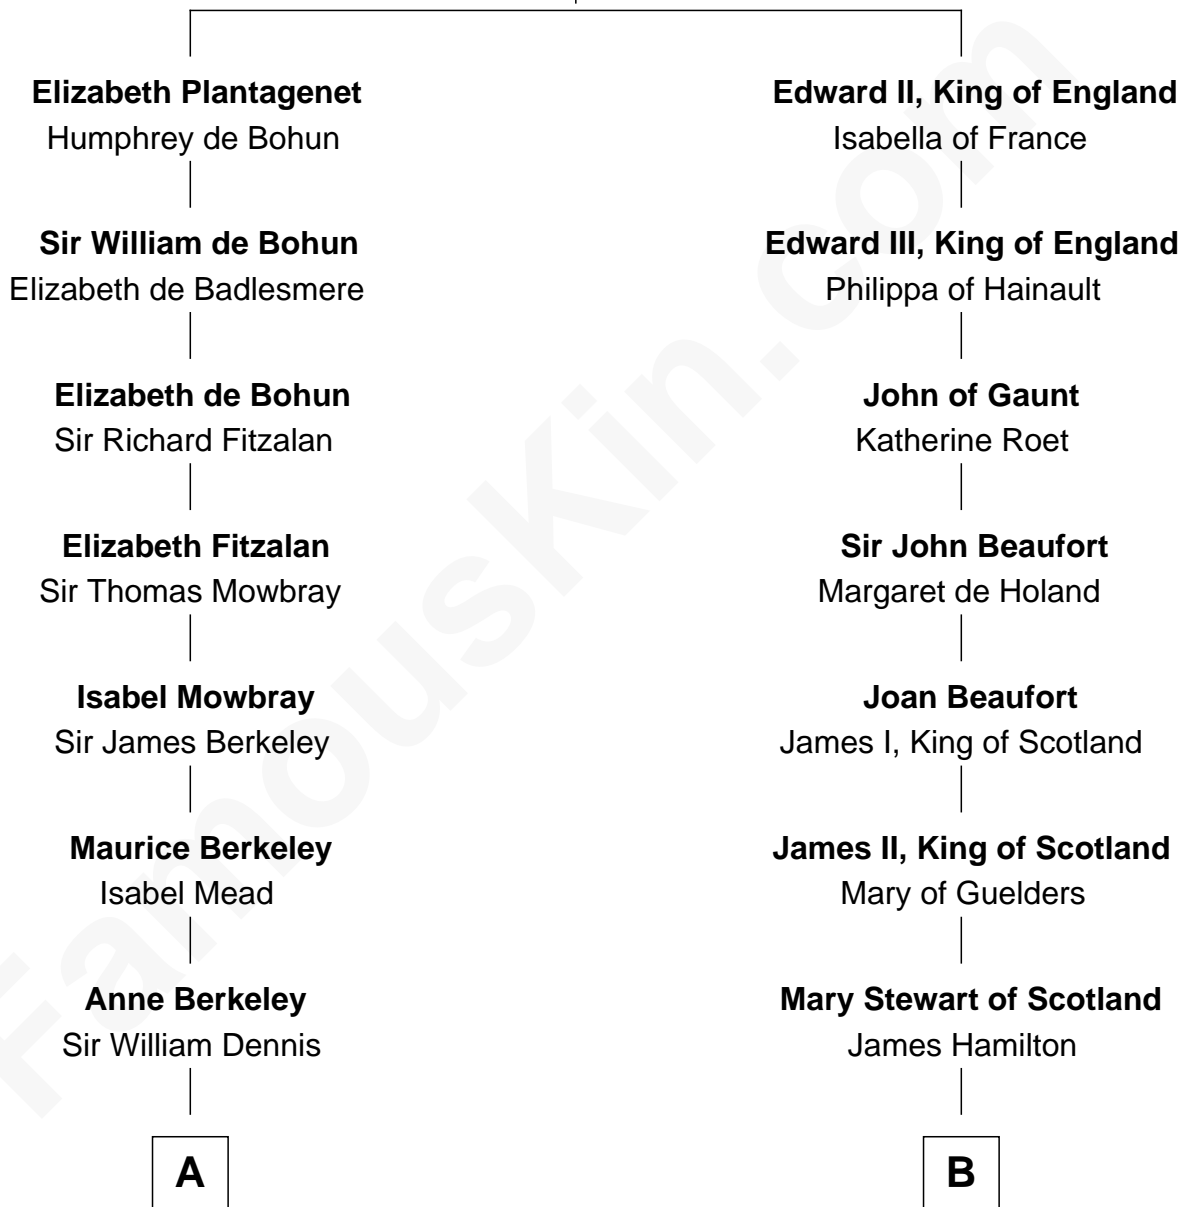 Elizabeth Plantagenet
Humphrey de Bohun
Sir William de Bohun
Elizabeth de Badlesmere
Elizabeth de Bohun
Sir Richard Fitzalan
Elizabeth Fitzalan
Sir Thomas Mowbray
Isabel Mowbray
Sir James Berkeley
Maurice Berkeley
Isabel Mead
Anne Berkeley
Sir William Dennis
A
Edward II, King of England
Isabella of France
Edward III, King of England
Philippa of Hainault
John of Gaunt
Katherine Roet
Sir John Beaufort
Margaret de Holand
Joan Beaufort
James I, King of Scotland
James II, King of Scotland
Mary of Guelders
Mary Stewart of Scotland
James Hamilton
B
FamousKin.com